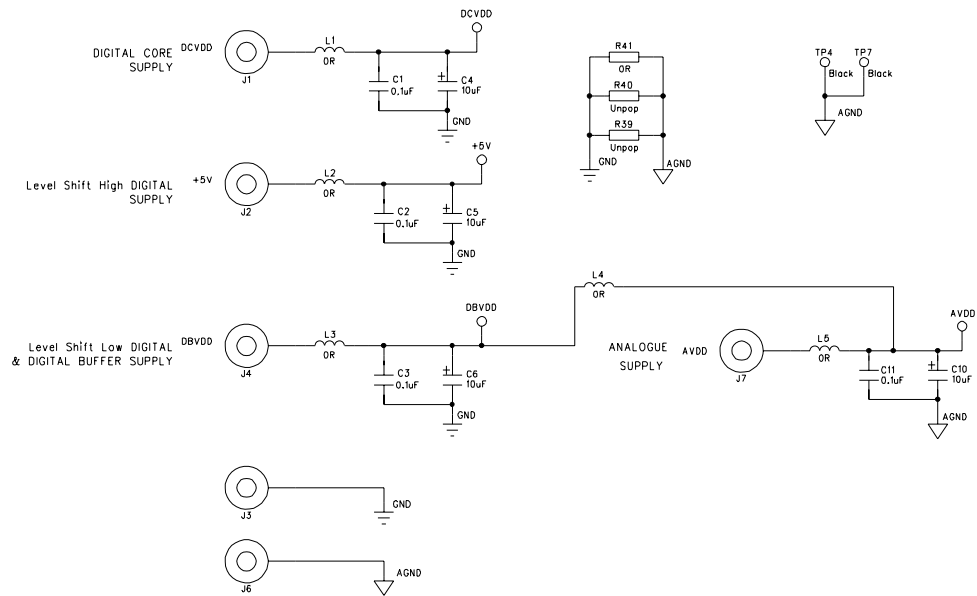 DCVDD
DIGITAL CORE
SUPPLY
DCVDD
J1
L1
0R
C1
0.1uF
C4
10uF
GND
R41
0R
R40
Unpop
R39
Unpop
GND
AGND
TP4
Black
TP7
Black
AGND
+5V
Level Shift High DIGITAL
SUPPLY
+5V
J2
L2
0R
C2
0.1uF
C5
10uF
GND
DBVDD
Level Shift Low DIGITAL
& DIGITAL BUFFER SUPPLY
DBVDD
J4
L3
0R
C3
0.1uF
C6
10uF
GND
L4
0R
ANALOGUE
SUPPLY
AVDD
J7
L5
0R
AVDD
C11
0.1uF
C10
10uF
AGND
J3
GND
J6
AGND